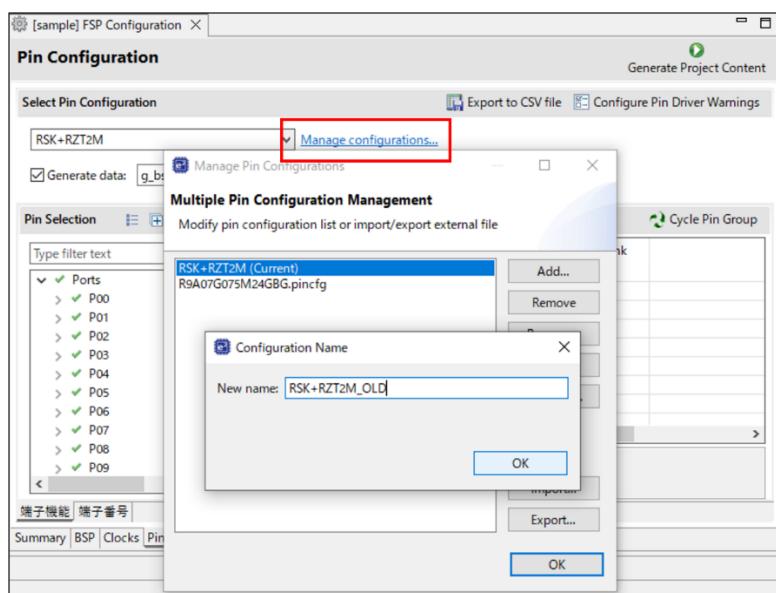 [sample] FSP Configuration
Pin Configuration
Generate Project Content
Select Pin Configuration
Export to CSV file
Configure Pin Driver Warnings
RSK+RZT2M
Manage configurations...
Generate data:
Manage Pin Configurations
Multiple Pin Configuration Management
Modify pin configuration list or import/export external file
Pin Selection
Cycle Pin Group
Type filter text
RSK+RZT2M (Current)
R9A07G075M24GBG.pincfg
Add...
Remove
Ports
P00
P01
P02
P03
P04
P05
P06
P07
P08
P09
Configuration Name
New name:
RSK+RZT2M_OLD
OK
Export...
OK
端子機能 端子番号
Summary BSP Clocks